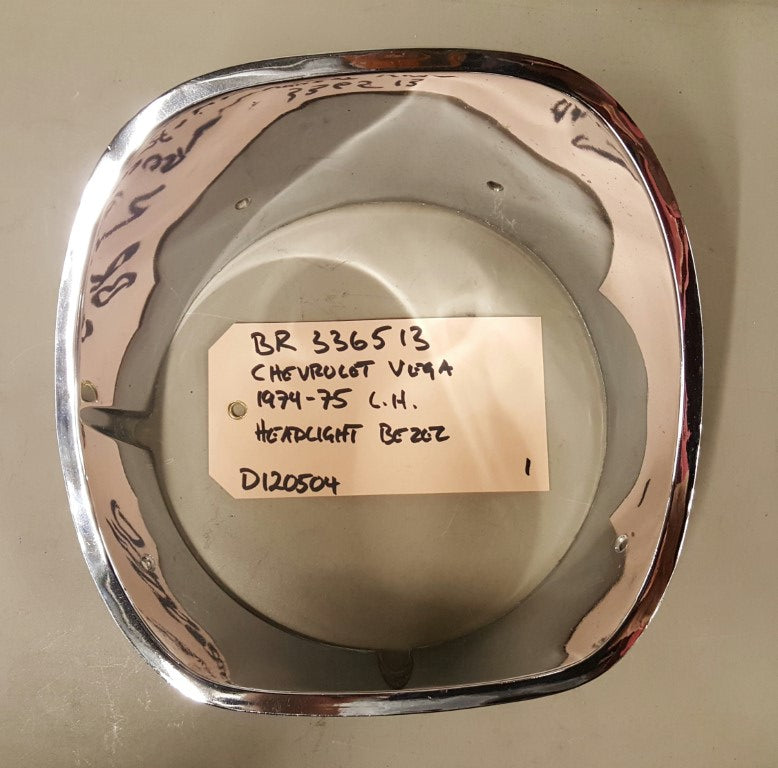 BR 336513
CHEVROLET VEGA
1974-75 L.H.
HEADLIGHT BEZEL
D120504 1